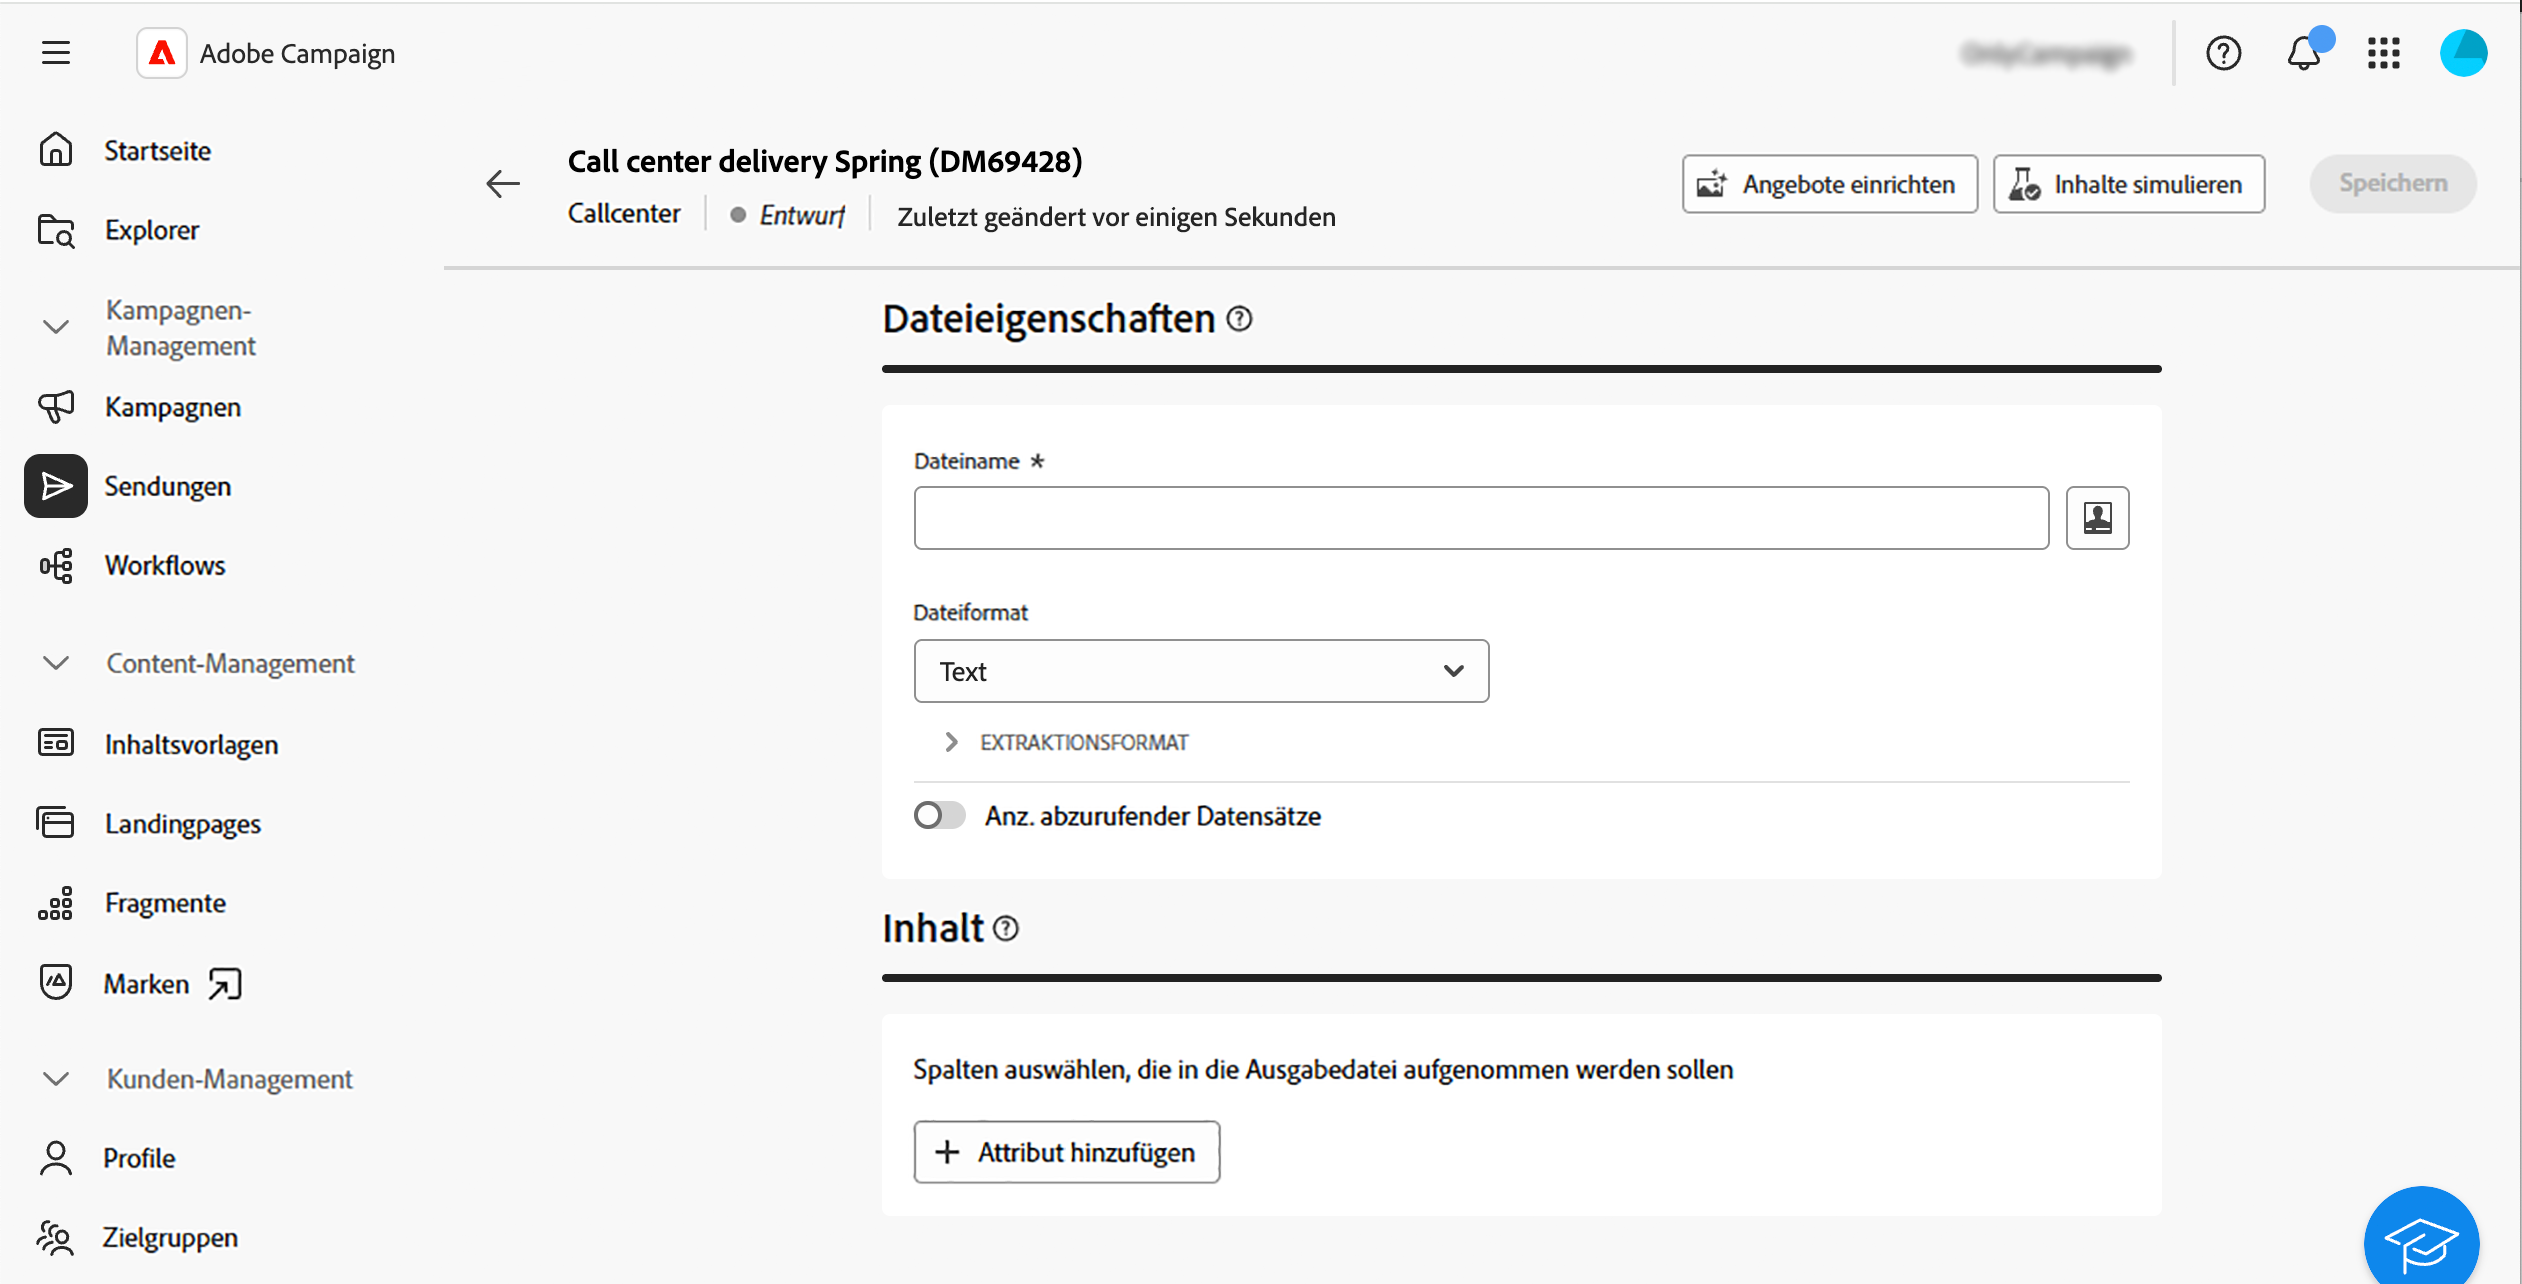 Adobe Campaign
Startseite
Explorer
Kampagnen-
Management
Kampagnen
Sendungen
Workflows
Content-Management
Inhaltsvorlagen
Landingpages
Fragmente
Marken
Kunden-Management
Profile
Zielgruppen
Call center delivery Spring (DM69428)
Callcenter
Entwurf
Zuletzt geändert vor einigen Sekunden
Angebote einrichten
Inhalte simulieren
Speichern
Dateieigenschaften
Dateiname *
Dateiformat
Text
EXTRAKTIONSFORMAT
Anz. abzurufender Datensätze
Inhalt
Spalten auswählen, die in die Ausgabedatei aufgenommen werden sollen
Attribut hinzufügen